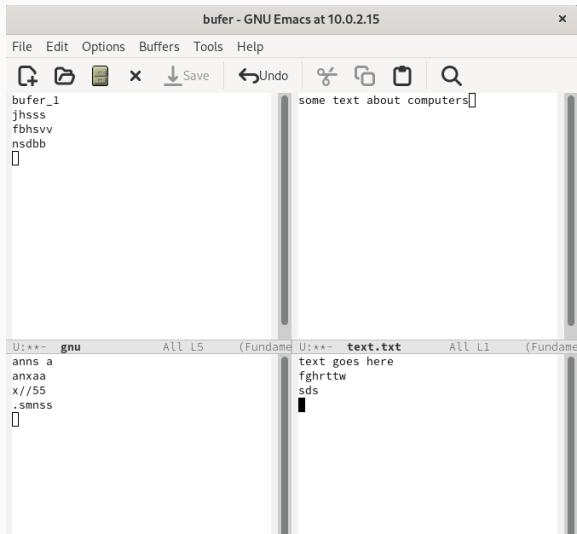 bufer - GNU Emacs at 10.0.2.15
File Edit Options Buffers Tools Help
Save Undo
bufer_1
jhsss
fbhsvv
nsdbb
U:**- gnu All L5 (Fundame
some text about computers
U:**- text.txt All L1 (Fundame
anns a
anxaa
x//55
.smnss
text goes here
fghrttw
sds